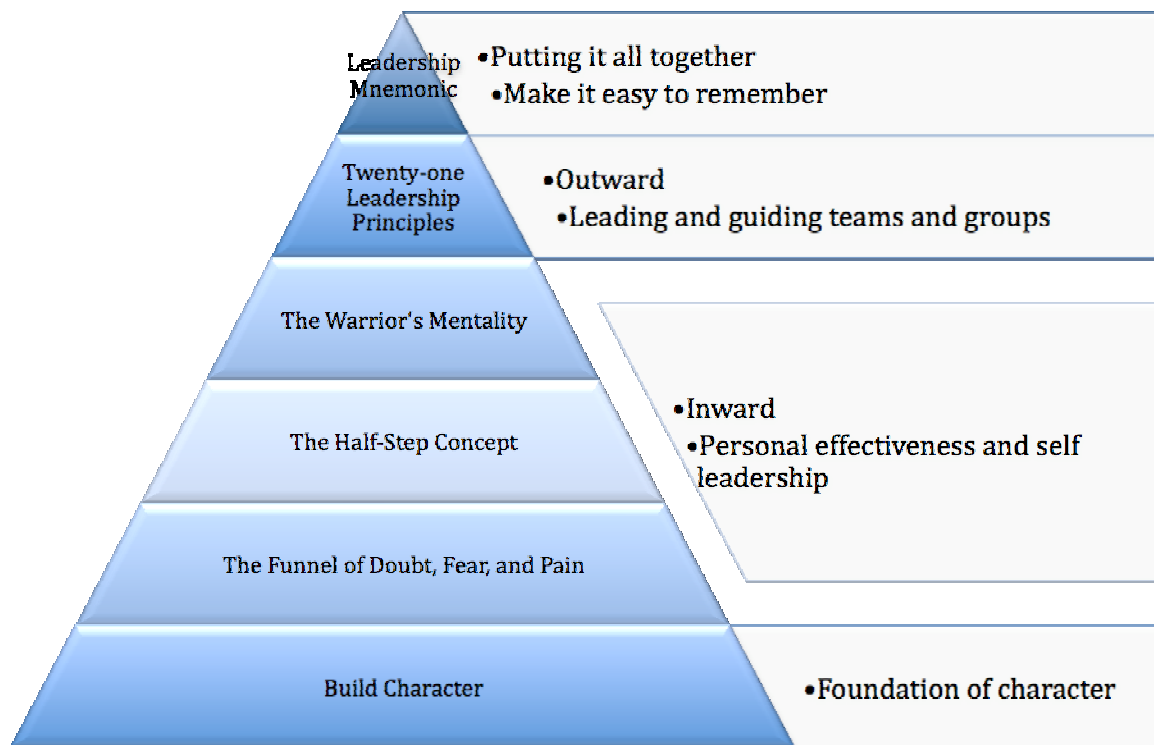 Leadership
Mnemonic
•Putting it all together
•Make it easy to remember
Twenty-one
Leadership
Principles
•Outward
•Leading and guiding teams and groups
The Warrior's Mentality
The Half-Step Concept
•Inward
•Personal effectiveness and self
leadership
The Funnel of Doubt, Fear, and Pain
Build Character
•Foundation of character